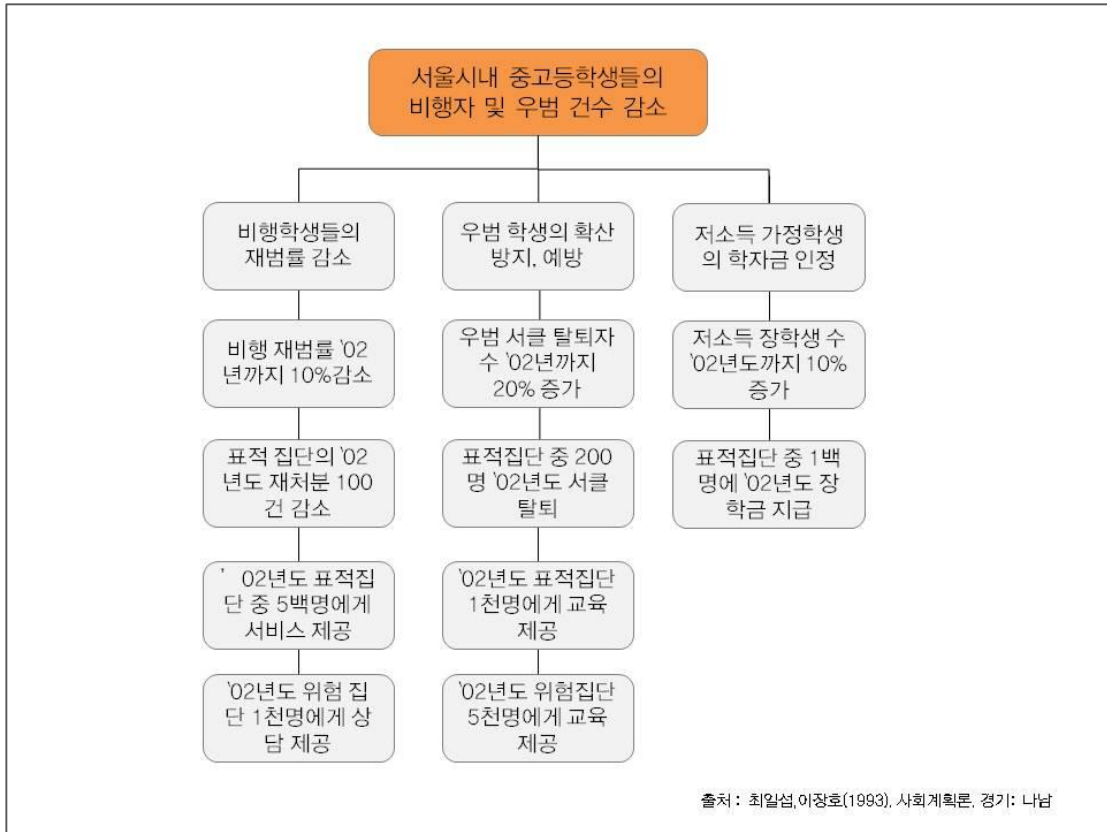 서울시내 중고등학생들의
비행자 및 우범 건수 감소
비행학생들의
재범률 감소
우범 학생의 확산
방지, 예방
저소득 가정학생
의 학자금 인정
비행 재범률 '02
년까지 10%감소
우범 서클 탈퇴자
수 '02년까지
20% 증가
저소득 장학생 수
'02년도까지 10%
증가
표적 집단의 '02
년도 재처분 100
건 감소
표적집단 중 200
명 '02년도 서클
탈퇴
표적집단 중 1백
명에 '02년도 장
학금 지급
' 02년도 표적집
단 중 5백명에게
서비스 제공
'02년도 표적집단
1천명에게 교육
제공
'02년도 위험 집
단 1천명에게 상
담 제공
'02년도 위험집단
5천명에게 교육
제공
출처 : 최일섭,이장호(1993), 사회계획론, 경기: 나남